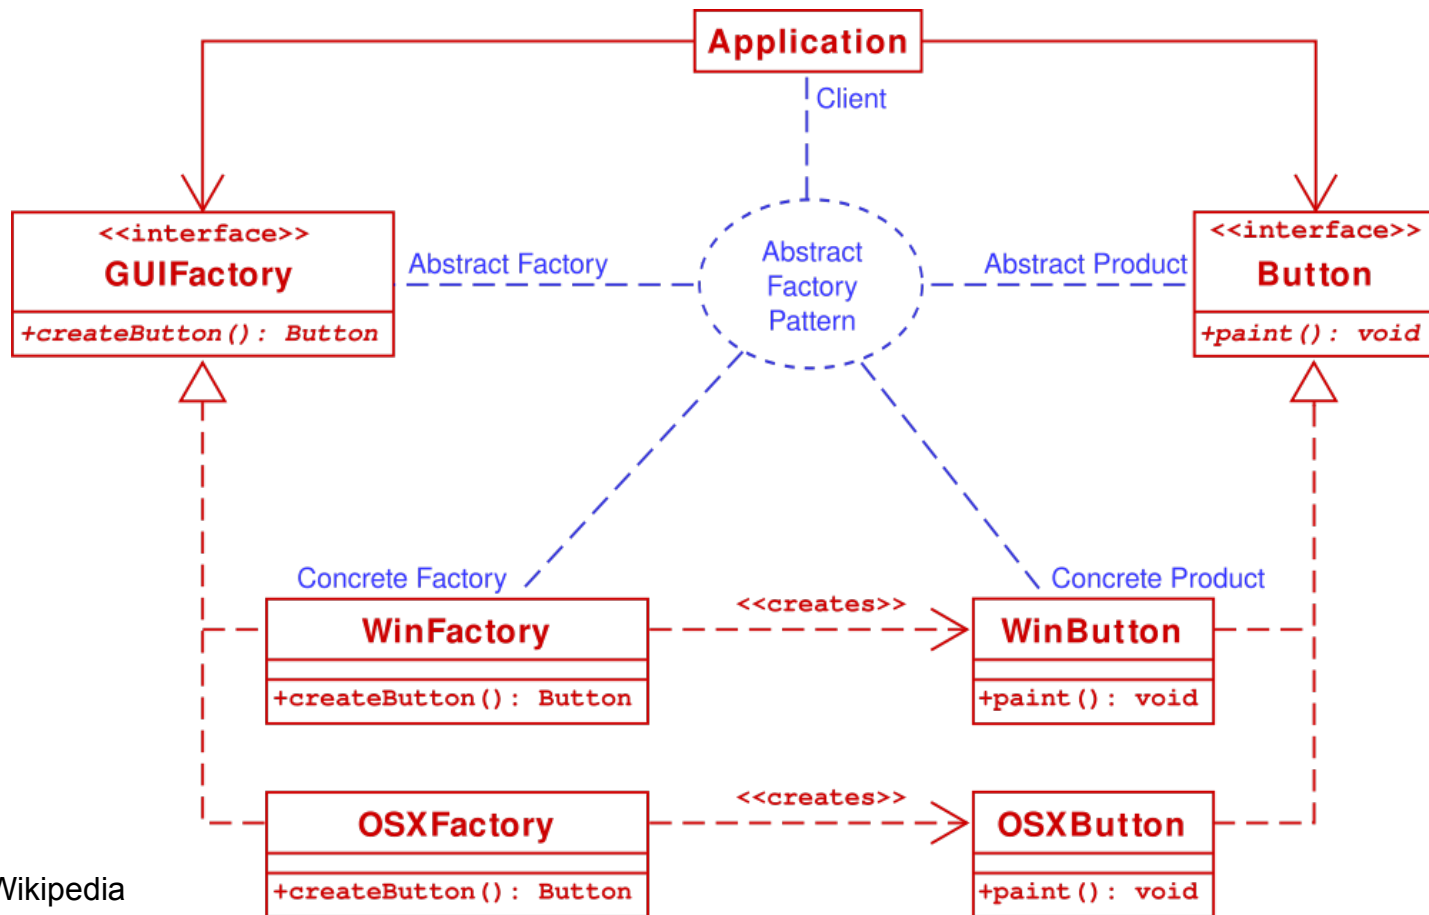 Application
Client
<<interface>>
GUIFactory
+createButton(): Button
Abstract Factory
Abstract
Factory
Pattern
Abstract Product
<<interface>>
Button
+paint(): void
Concrete Factory
WinFactory
+createButton(): Button
<<creates>>
Concrete Product
WinButton
+paint(): void
OSXFactory
+createButton(): Button
<<creates>>
OSXButton
+paint(): void
Wikipedia